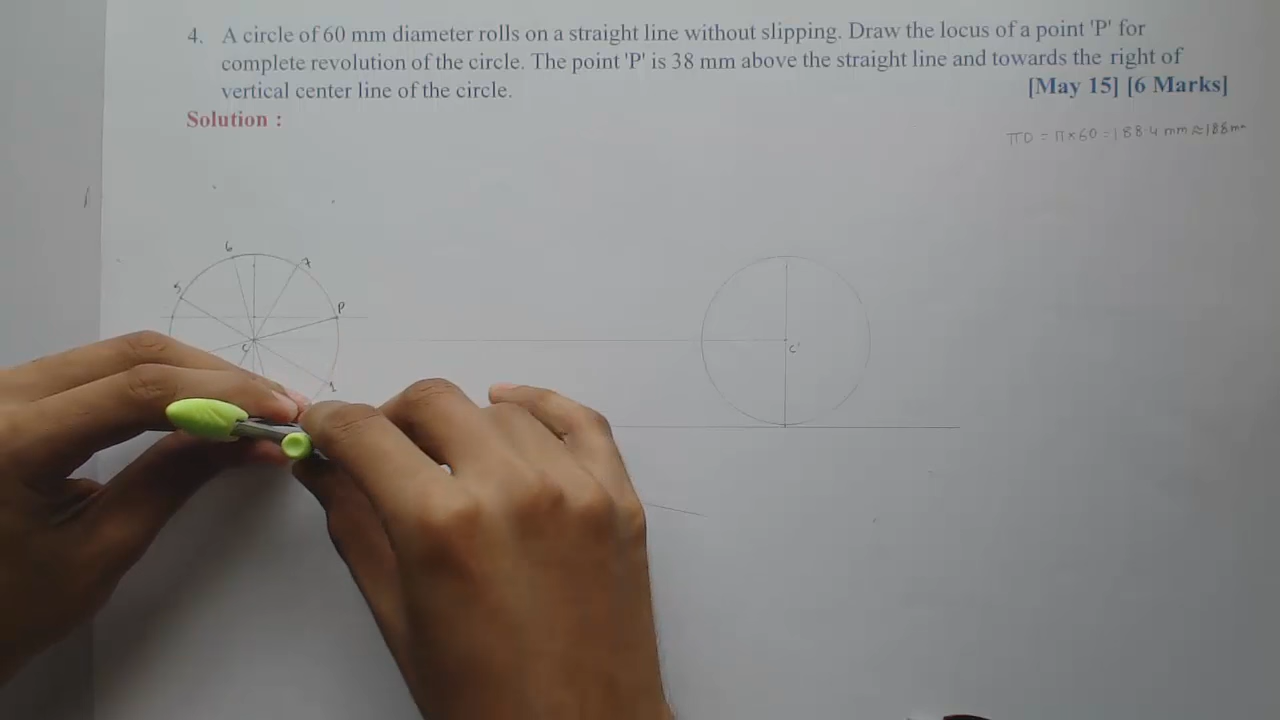 4. A circle of 60 mm diameter rolls on a straight line without slipping. Draw the locus of a point 'P' for
complete revolution of the circle. The point 'P' is 38 mm above the straight line and towards the right of
vertical center line of the circle. [May 15] [6 Marks]
Solution :
πD = π×60 = 188.4 mm ≈ 188mm
6
7
5
P
C
C'
1